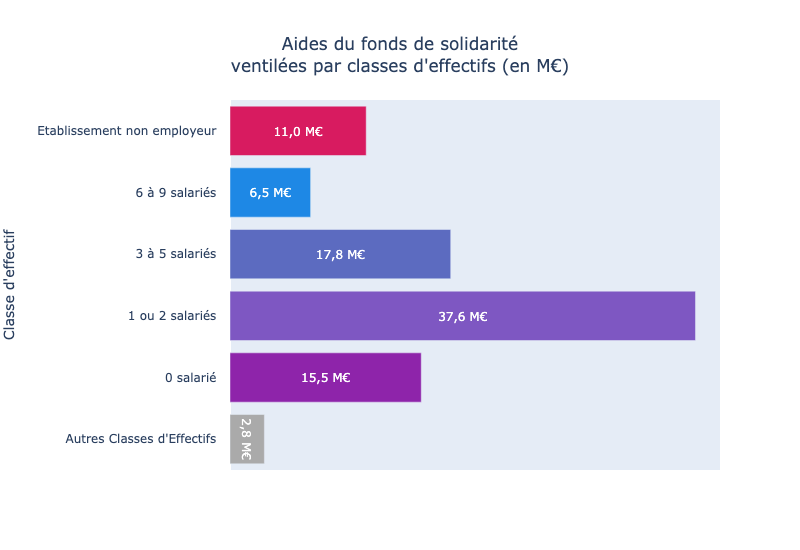 Aides du fonds de solidarité
ventilées par classes d'effectifs (en M€)
Classe d'effectif
Etablissement non employeur
11,0 M€
6 à 9 salariés
6,5 M€
3 à 5 salariés
17,8 M€
1 ou 2 salariés
37,6 M€
0 salarié
15,5 M€
Autres Classes d'Effectifs
2,8 M€